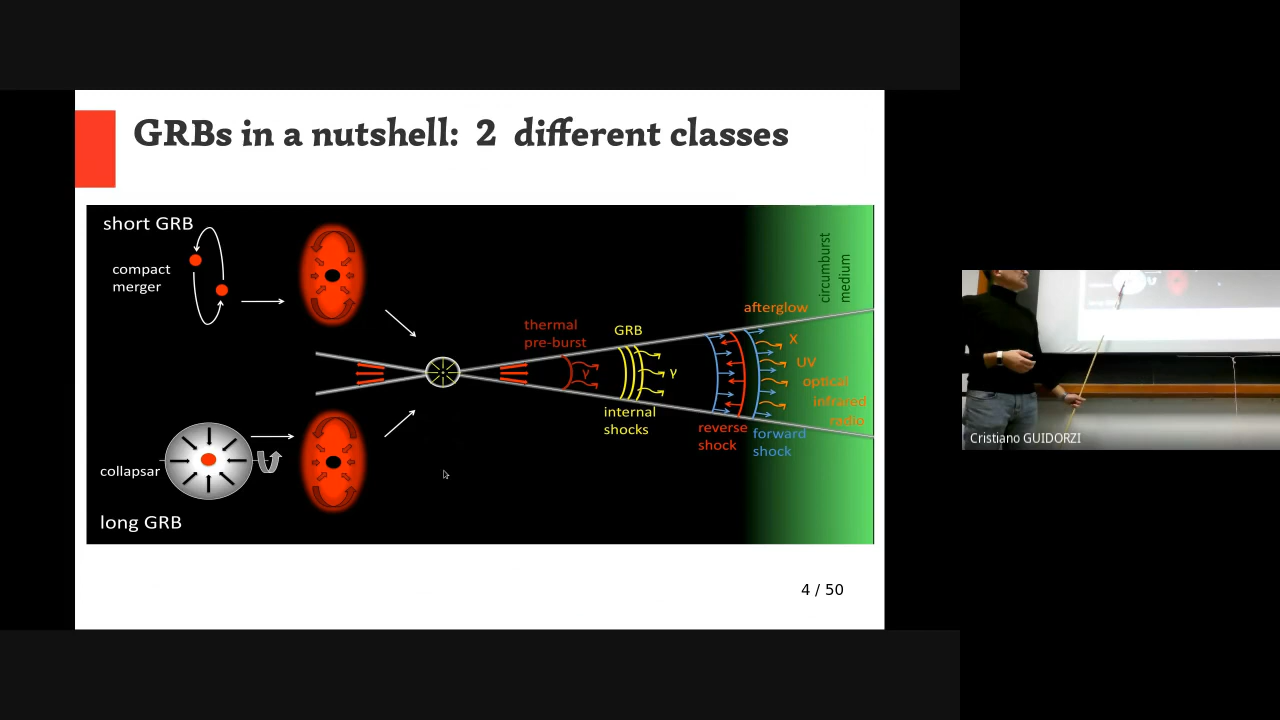 GRBs in a nutshell: 2 different classes
short GRB
compact
merger
collapsar
long GRB
thermal
pre-burst
γ
GRB
γ
internal
shocks
reverse
shock
forward
shock
afterglow
X
UV
optical
infrared
radio
circumburst
medium
4 / 50
Cristiano GUIDORZI